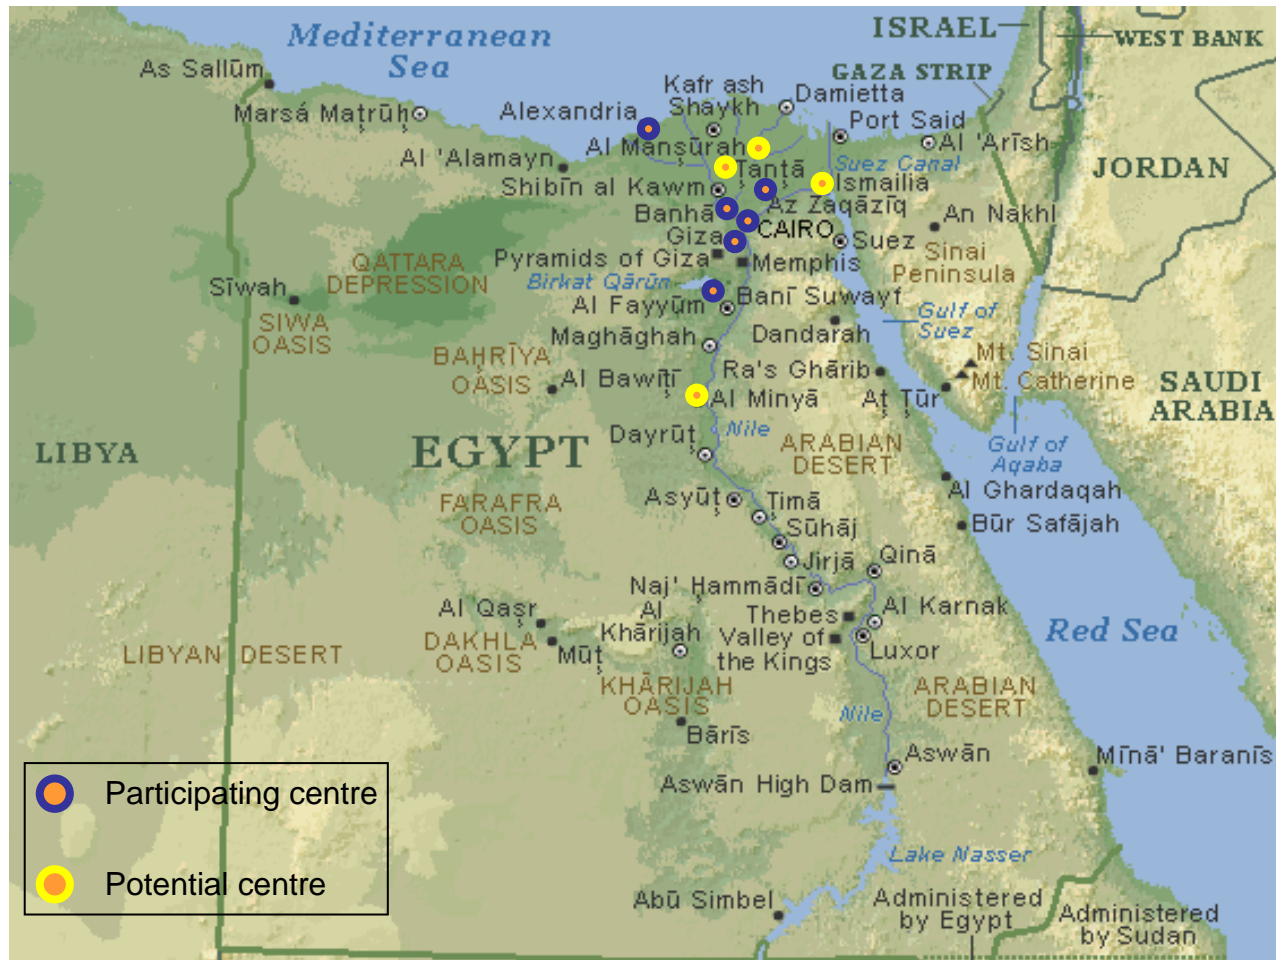 Mediterranean
Sea
ISRAEL
WEST BANK
GAZA STRIP
As Sallūm
Marsá Maţrūḥ
Alexandria
Kafr ash
Shaykh
Damietta
Port Said
Al 'Arīsh
Al Manşūrah
Al 'Alamayn
Ţanţā
Suez Canal
Ismailia
JORDAN
Shibīn al Kawm
Az Zaqāzīq
Banhā
CAIRO
An Nakhl
Giza
Suez
Pyramids of Giza
Memphis
Sinai
Peninsula
QATTARA
DEPRESSION
Birkat Qārūn
Sīwah
Al Fayyūm
Banī Suwayf
Gulf of
Suez
SIWA
OASIS
Maghāghah
Dandarah
BAḤRĪYA
OASIS
Al Bawīţī
Ra's Ghārib
Mt. Sinai
Mt. Catherine
SAUDI
ARABIA
Al Minyā
Aţ Ţūr
LIBYA
EGYPT
Dayrūţ
Nile
ARABIAN
DESERT
Gulf of
Aqaba
FARAFRA
OASIS
Asyūţ
Ţimā
Al Ghardaqah
Sūhāj
Būr Safājah
Jirjā
Qinā
Naj' Ḥammādī
Al Qaşr
Al
Khārijah
Thebes
Al Karnak
Valley of
the Kings
Luxor
Red Sea
LIBYAN DESERT
DAKHLA
OASIS
Mūţ
KHĀRIJAH
OASIS
ARABIAN
DESERT
Nile
Bārīs
Aswān
Mīnā' Baranīs
Aswān High Dam
Participating centre
Lake Nasser
Potential centre
Abū Simbel
Administered
by Egypt
Administered
by Sudan